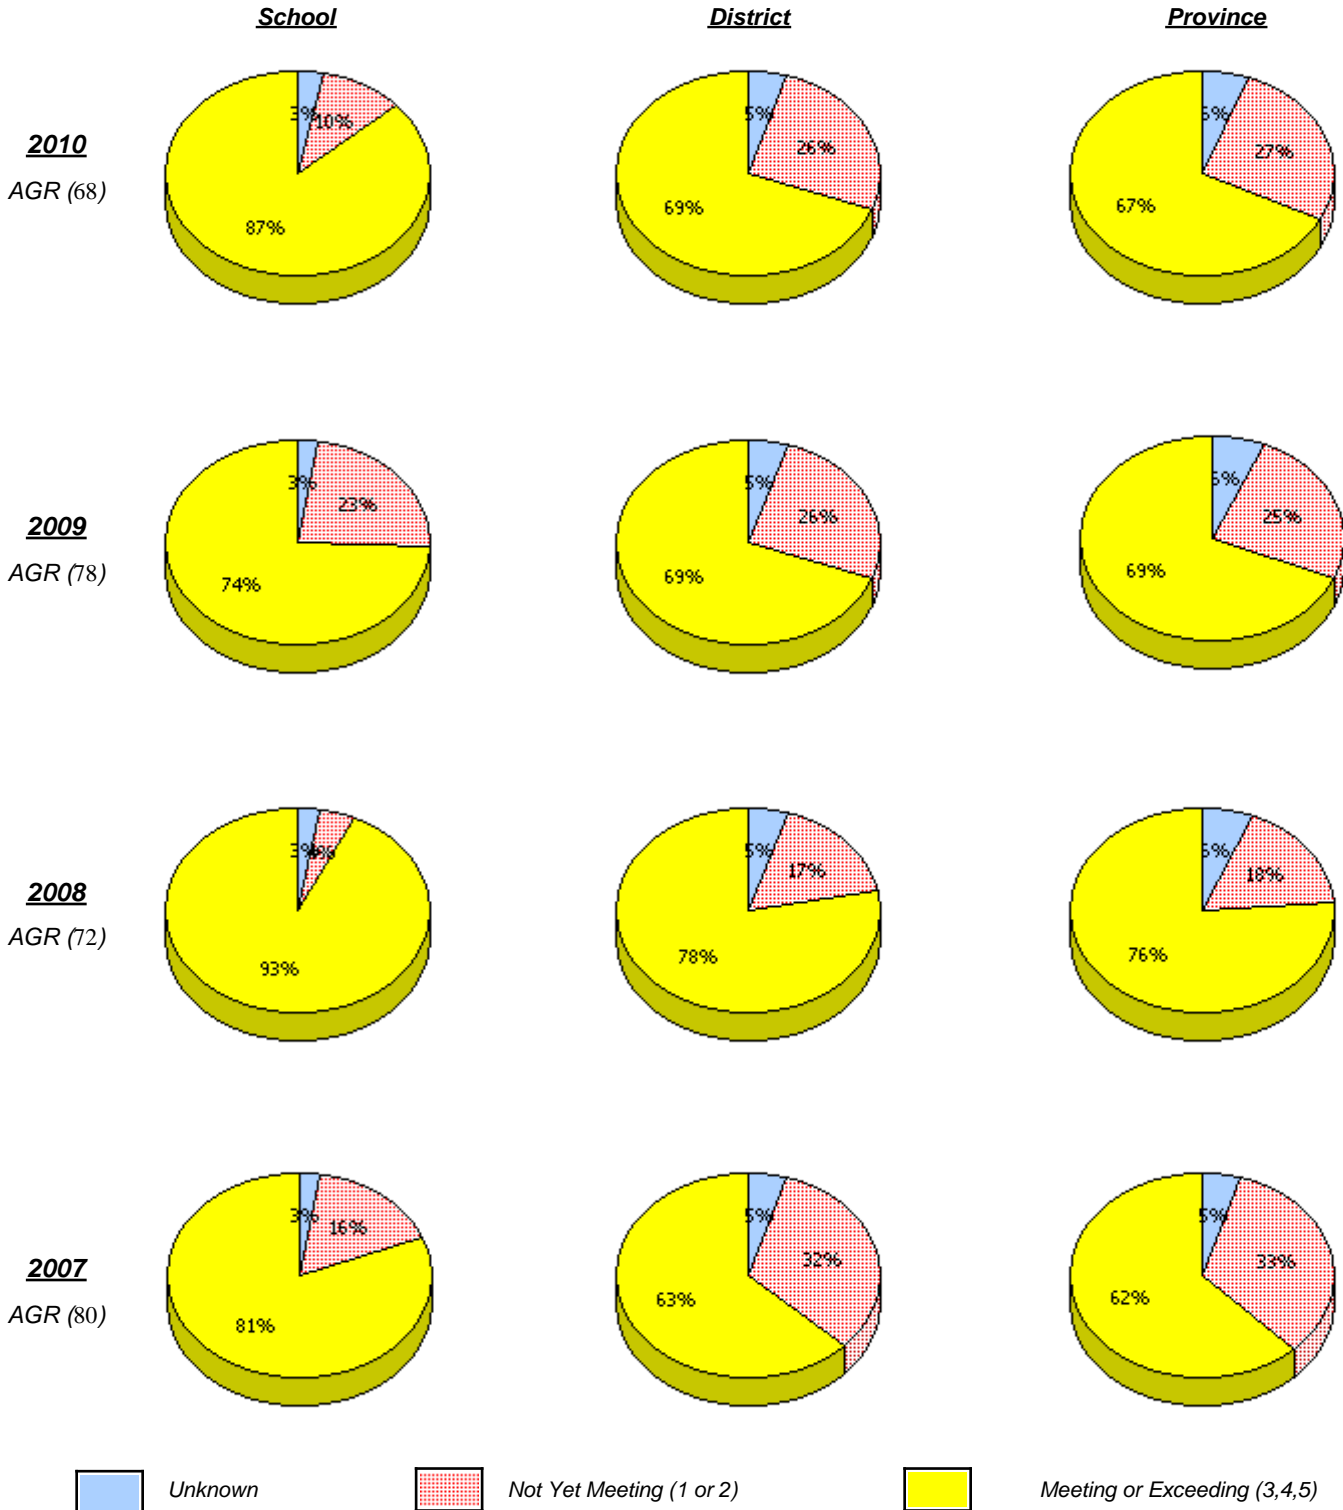 School District Province
2010
AGR (68)
3% 10% 87%
5% 26% 69%
27% 67%
2009
AGR (78)
3% 23% 74%
5% 26% 69%
6% 25% 69%
2008
AGR (72)
3% 93%
5% 17% 78%
18% 76%
2007
AGR (80)
3% 16% 81%
5% 32% 63%
5% 33% 62%
Unknown Not Yet Meeting (1 or 2) Meeting or Exceeding (3,4,5)